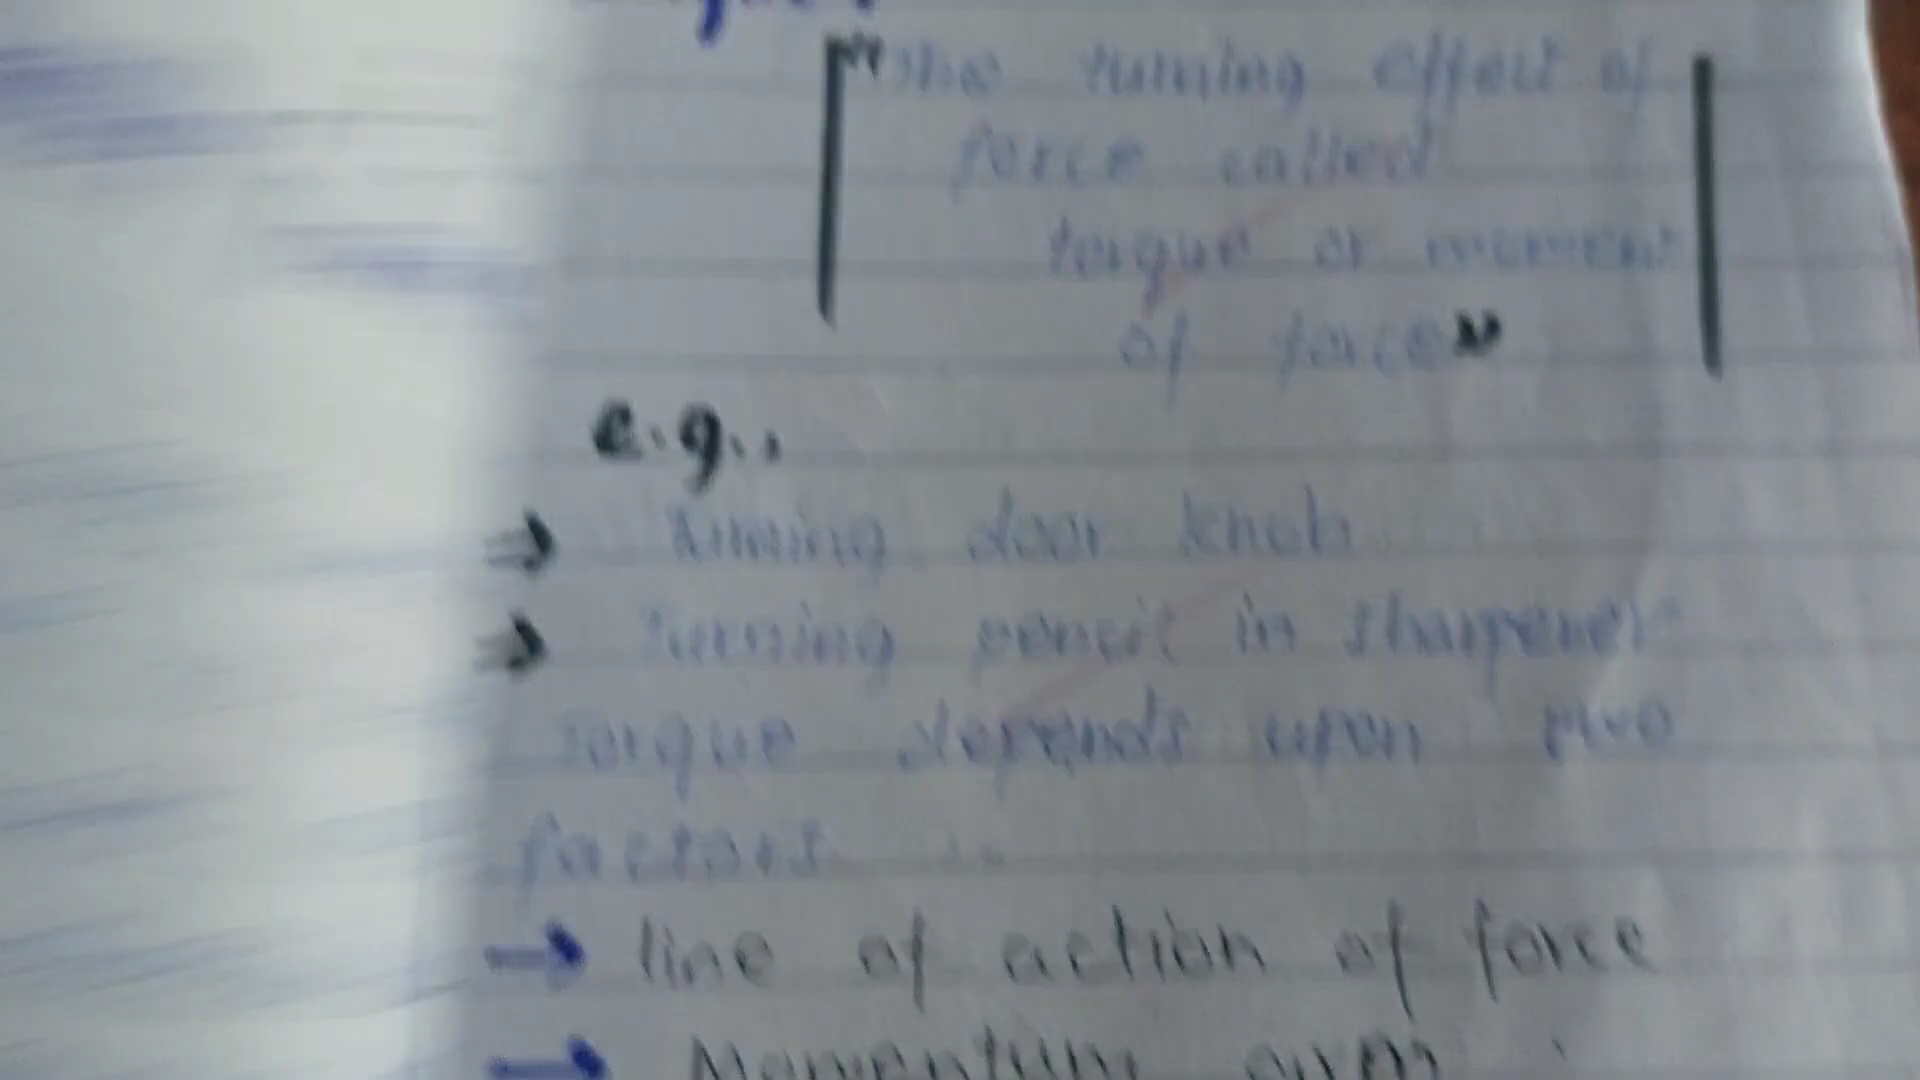 "The turning effect of
force called
torque or moment
of force"
e.g.,
⇒ Turning door knob
⇒ Turning pencil in sharpener
Torque depends upon two
factors
→ line of action of force
→ Momentum